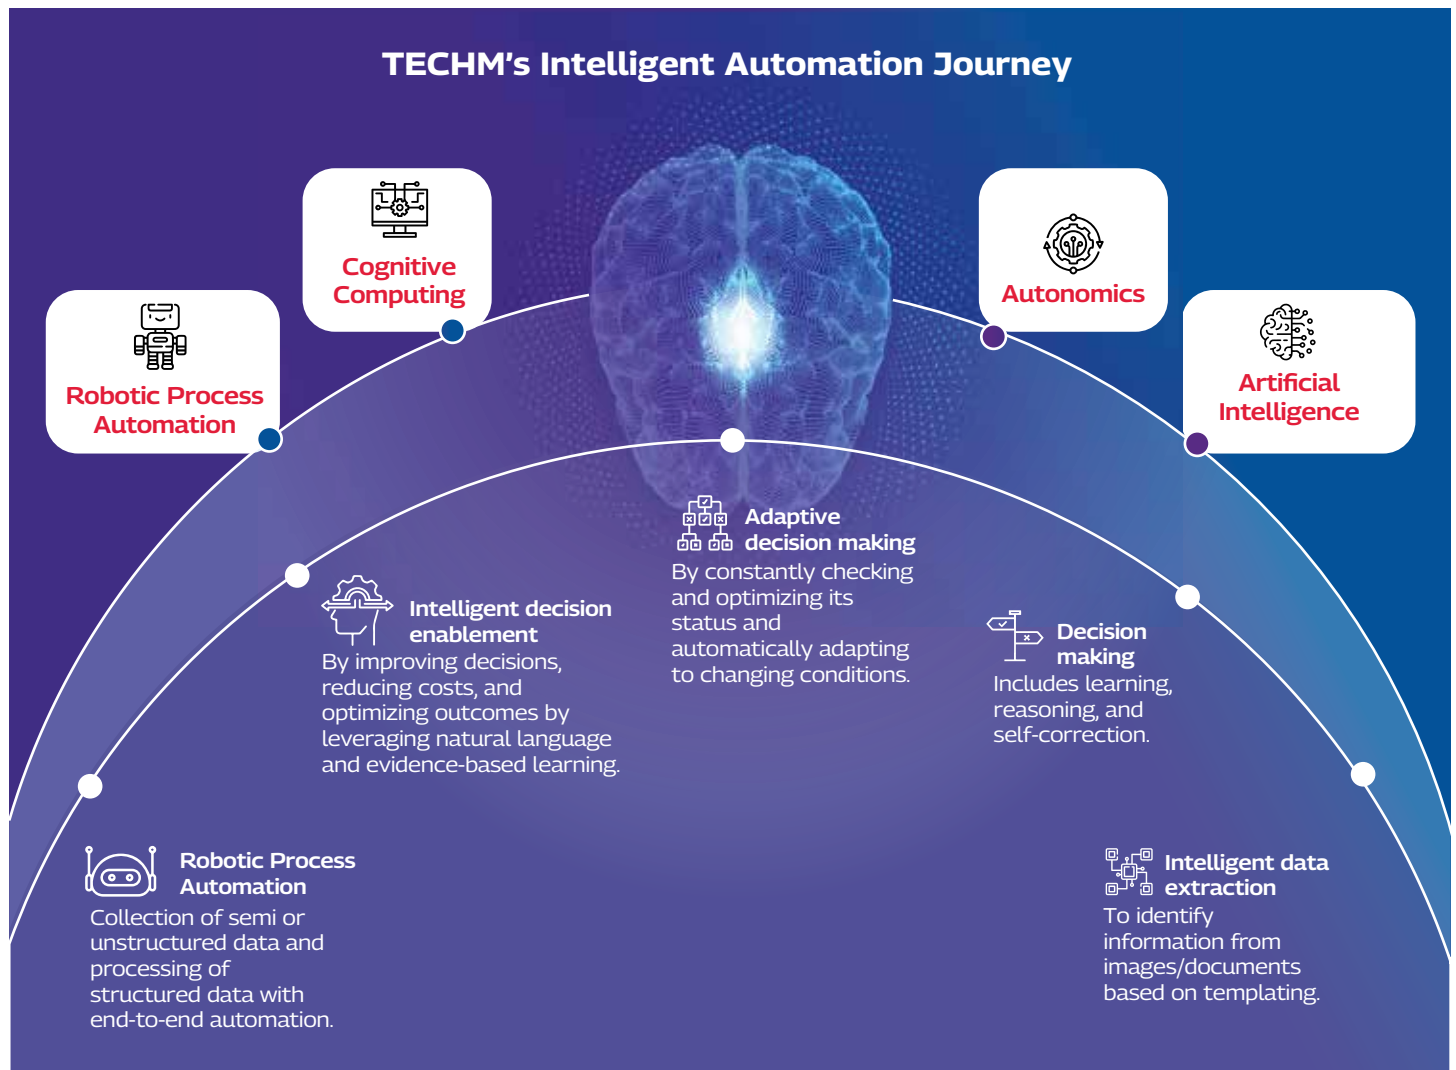 TECHM's Intelligent Automation Journey
Cognitive
Computing
Autonomics
Robotic Process
Automation
Artificial
Intelligence
Adaptive
decision making
By constantly checking
and optimizing its
status and
automatically adapting
to changing conditions.
Intelligent decision
enablement
By improving decisions,
reducing costs, and
optimizing outcomes by
leveraging natural language
and evidence-based learning.
Decision
making
Includes learning,
reasoning, and
self-correction.
Robotic Process
Automation
Collection of semi or
unstructured data and
processing of
structured data with
end-to-end automation.
Intelligent data
extraction
To identify
information from
images/documents
based on templating.